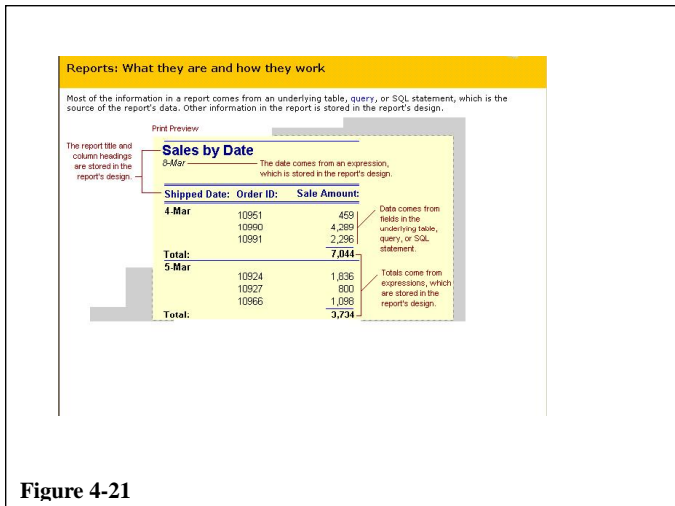 Reports: What they are and how they work
Most of the information in a report comes from an underlying table, query, or SQL statement, which is the
source of the report's data. Other information in the report is stored in the report's design.
Print Preview
The report title and
column headings
are stored in the
report's design.
Sales by Date
8-Mar
The date comes from an expression,
which is stored in the report's design.
Shipped Date: Order ID: Sale Amount:
4-Mar
10951 459
10990 4,289
10991 2,296
Total: 7,044
Data comes from
fields in the
underlying table,
query, or SQL
statement.
5-Mar
10924 1,836
10927 800
10966 1,098
Total: 3,734
Totals come from
expressions, which
are stored in the
report's design.
Figure 4-21